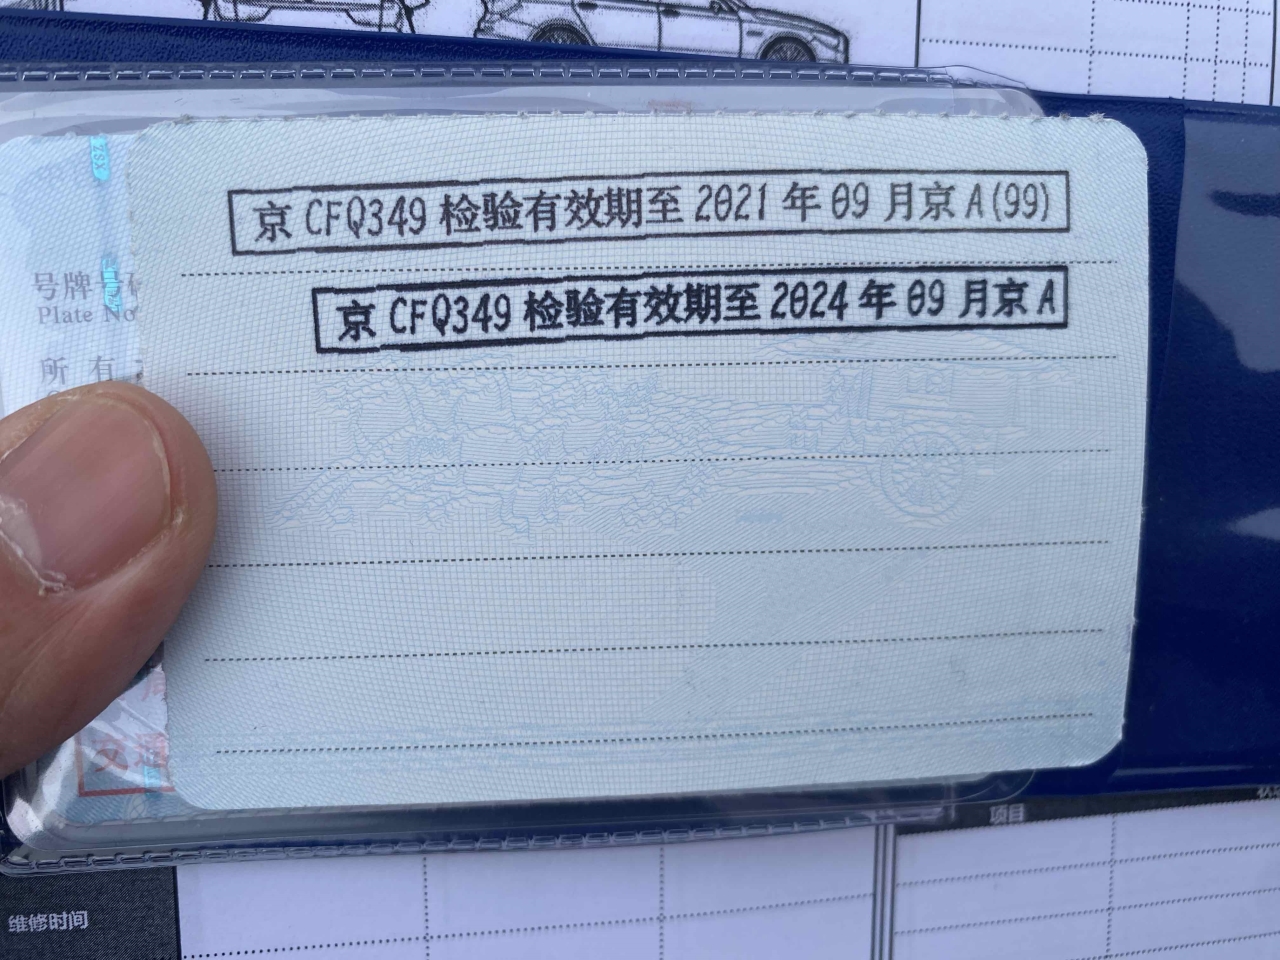 京 CFQ349 检验有效期至 2021 年 09 月京 A(99)
京 CFQ349 检验有效期至 2024 年 09 月京 A
号牌号
Plate No
所 有
交通
项目
维修时间